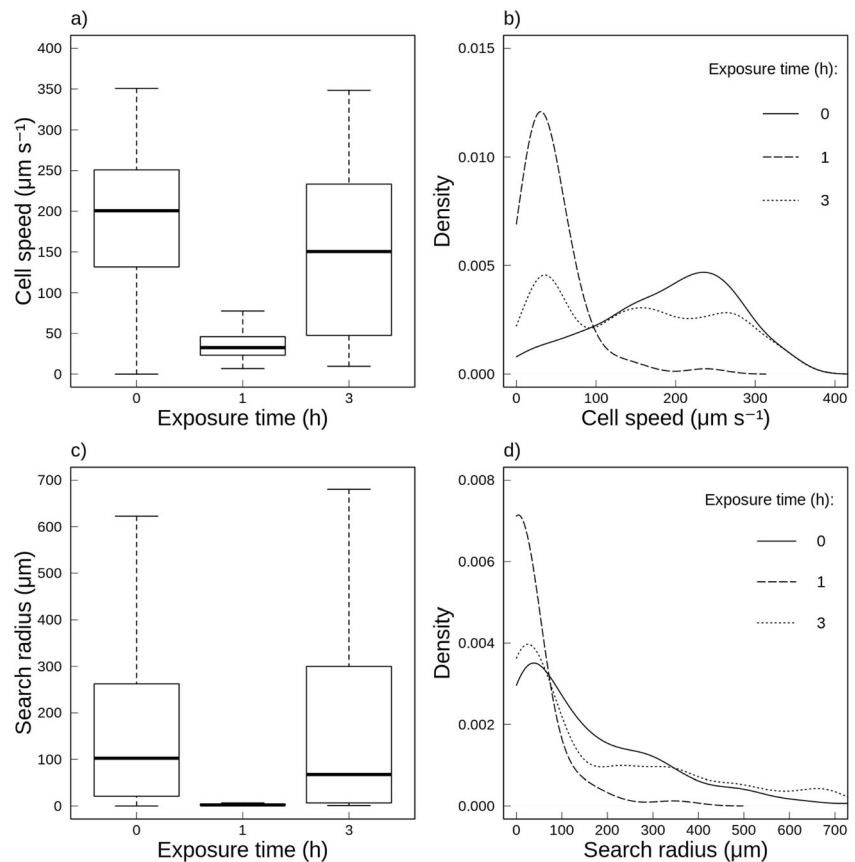 a)
400
350
300
250
200
150
100
50
0
Cell speed (μm s⁻¹)
0 1 3
Exposure time (h)
b)
0.015
0.010
0.005
0.000
Density
Exposure time (h):
0
1
3
0 100 200 300 400
Cell speed (μm s⁻¹)
c)
700
600
500
400
300
200
100
0
Search radius (μm)
0 1 3
Exposure time (h)
d)
0.008
0.006
0.004
0.002
0.000
Density
Exposure time (h):
0
1
3
0 100 200 300 400 500 600 700
Search radius (μm)